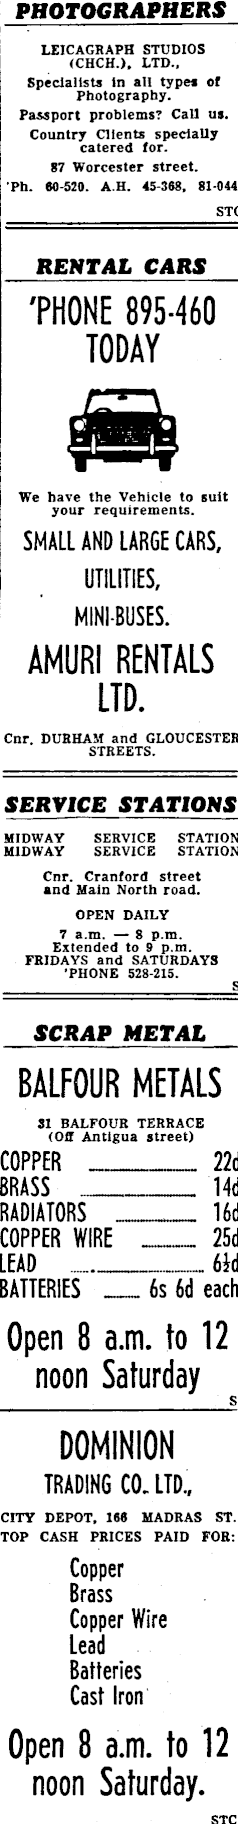 PHOTOGRAPHERS
LEICAGRAPH STUDIOS
(CHCH.), LTD.,
Specialists in all types of
Photography.
Passport problems? Call us.
Country Clients specially
catered for.
87 Worcester street.
'Ph. 60-520. A.H. 45-368, 81-044
STC
RENTAL CARS
'PHONE 895-460
TODAY
We have the Vehicle to suit
your requirements.
SMALL AND LARGE CARS,
UTILITIES,
MINI-BUSES.
AMURI RENTALS
LTD.
Cnr. DURHAM and GLOUCESTER
STREETS.
SERVICE STATIONS
MIDWAY SERVICE STATION
MIDWAY SERVICE STATION
Cnr. Cranford street
and Main North road.
OPEN DAILY
7 a.m. — 8 p.m.
Extended to 9 p.m.
FRIDAYS and SATURDAYS
'PHONE 528-215.
S
SCRAP METAL
BALFOUR METALS
31 BALFOUR TERRACE
(Off Antigua street)
COPPER 22d
BRASS 14d
RADIATORS 16d
COPPER WIRE 25d
LEAD 6½d
BATTERIES 6s 6d each
Open 8 a.m. to 12
noon Saturday
S
DOMINION
TRADING CO. LTD.,
CITY DEPOT, 166 MADRAS ST.
TOP CASH PRICES PAID FOR:
Copper
Brass
Copper Wire
Lead
Batteries
Cast Iron
Open 8 a.m. to 12
noon Saturday.
STC